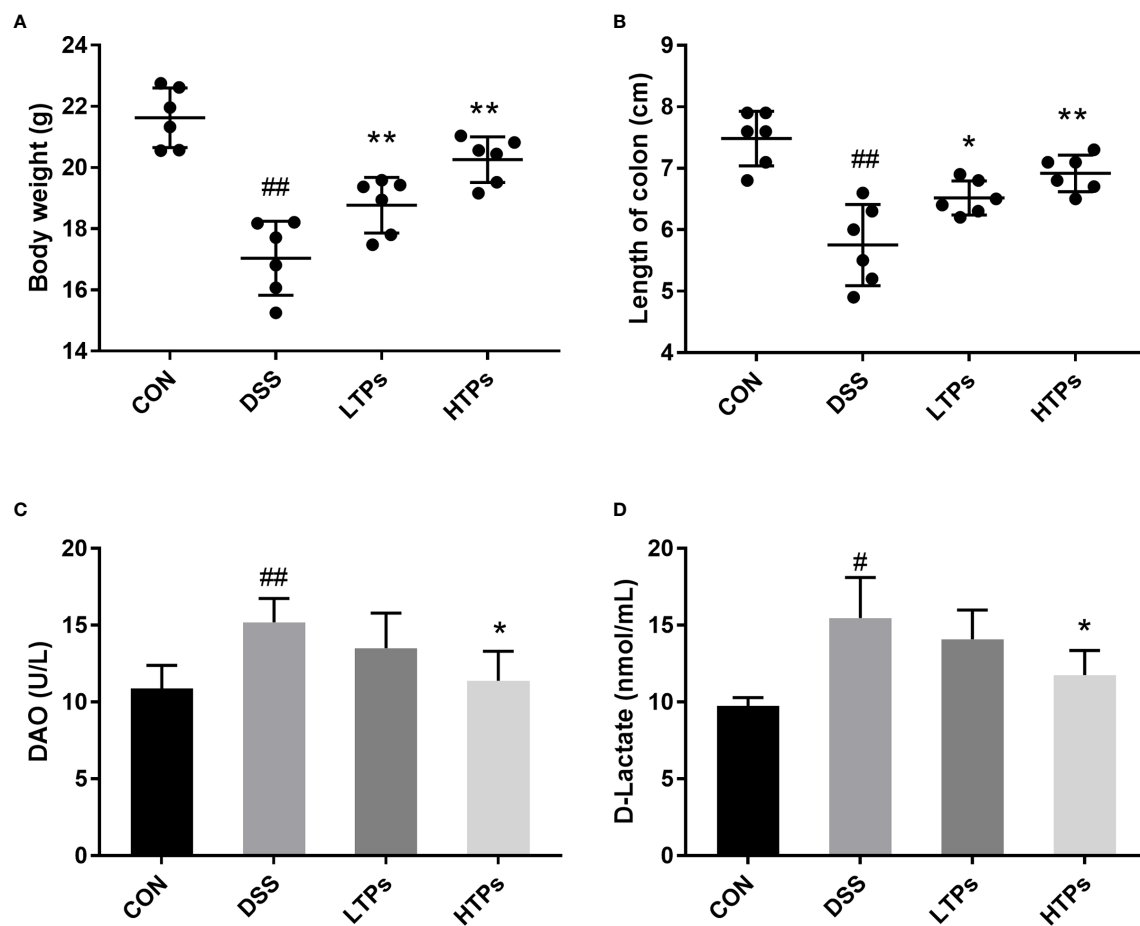 A
Body weight (g)
24
22
20
18
16
14
##
**
**
CON
DSS
LTPs
HTPs
B
Length of colon (cm)
9
8
7
6
5
4
##
*
**
CON
DSS
LTPs
HTPs
C
DAO (U/L)
20
15
10
5
0
##
*
CON
DSS
LTPs
HTPs
D
D-Lactate (nmol/mL)
20
15
10
5
0
#
*
CON
DSS
LTPs
HTPs